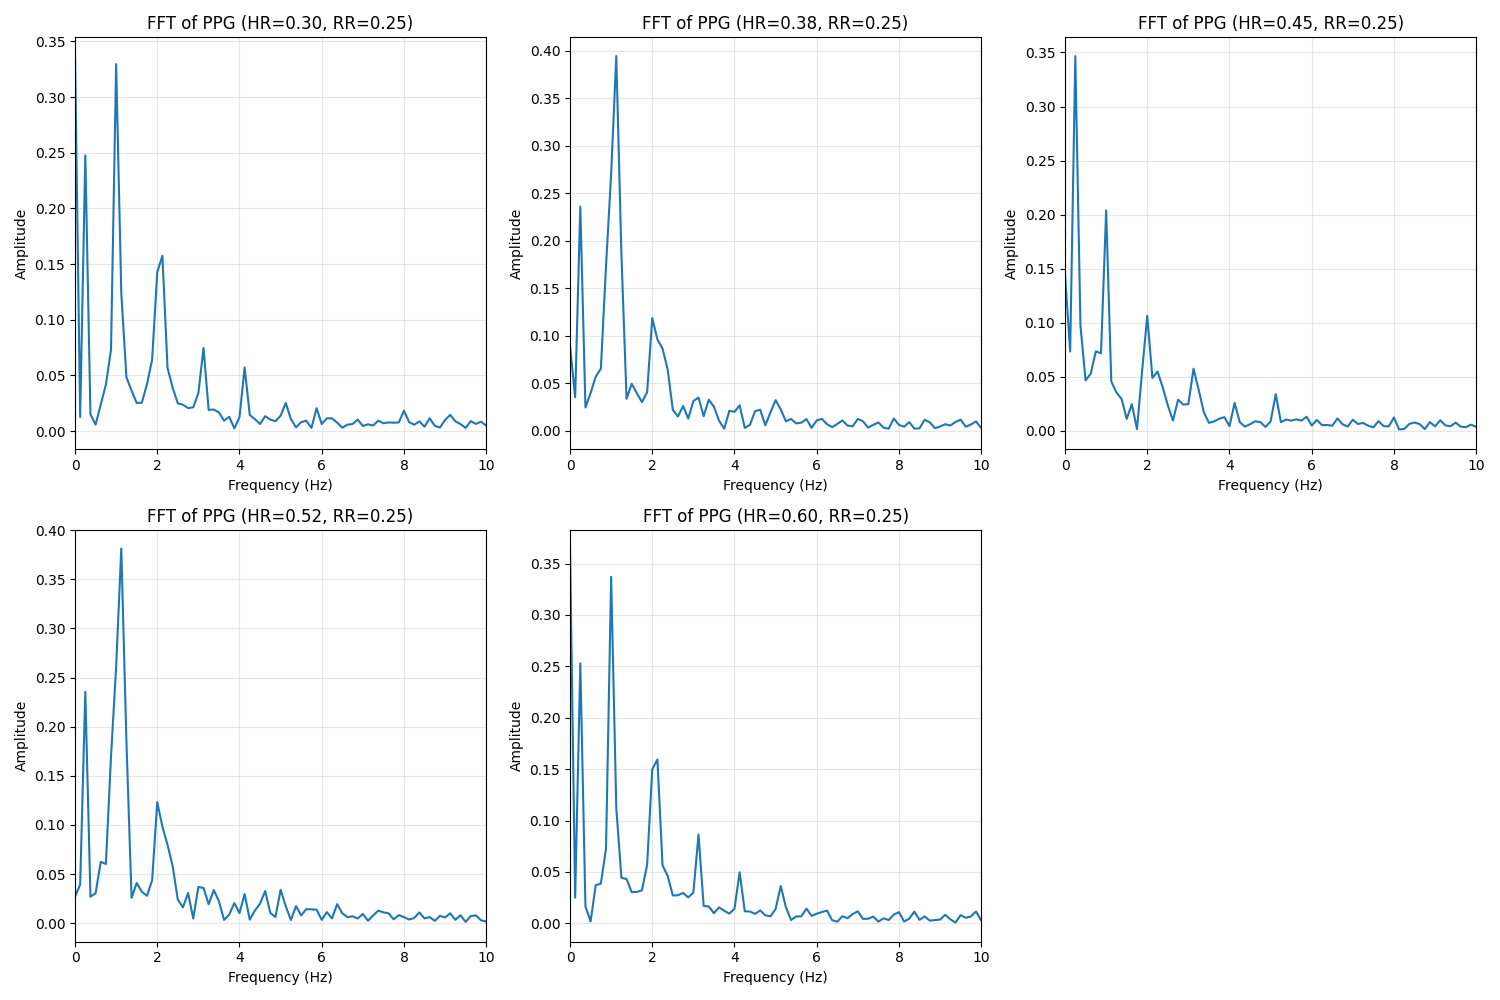 FFT of PPG (HR=0.30, RR=0.25)
0.35
0.30
0.25
0.20
0.15
0.10
0.05
0.00
Amplitude
0 2 4 6 8 10
Frequency (Hz)
FFT of PPG (HR=0.38, RR=0.25)
0.40
0.35
0.30
0.25
0.20
0.15
0.10
0.05
0.00
Amplitude
0 2 4 6 8 10
Frequency (Hz)
FFT of PPG (HR=0.45, RR=0.25)
0.35
0.30
0.25
0.20
0.15
0.10
0.05
0.00
Amplitude
0 2 4 6 8 10
Frequency (Hz)
FFT of PPG (HR=0.52, RR=0.25)
0.40
0.35
0.30
0.25
0.20
0.15
0.10
0.05
0.00
Amplitude
0 2 4 6 8 10
Frequency (Hz)
FFT of PPG (HR=0.60, RR=0.25)
0.35
0.30
0.25
0.20
0.15
0.10
0.05
0.00
Amplitude
0 2 4 6 8 10
Frequency (Hz)